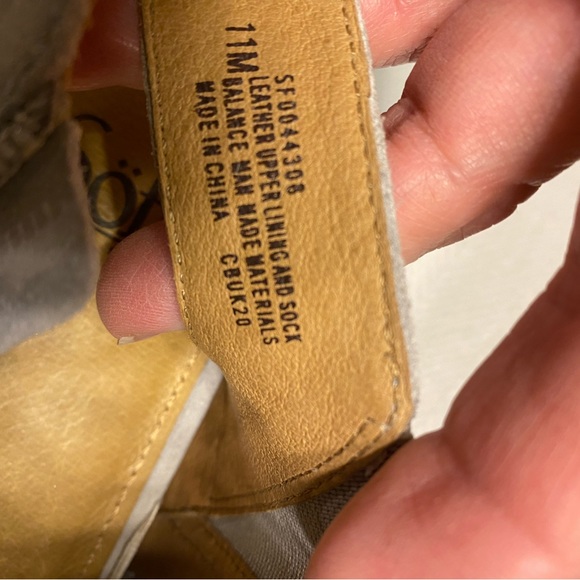 SF0044308
11M LEATHER UPPER LINING AND SOCK
BALANCE MAN MADE MATERIALS
MADE IN CHINA CBUK20